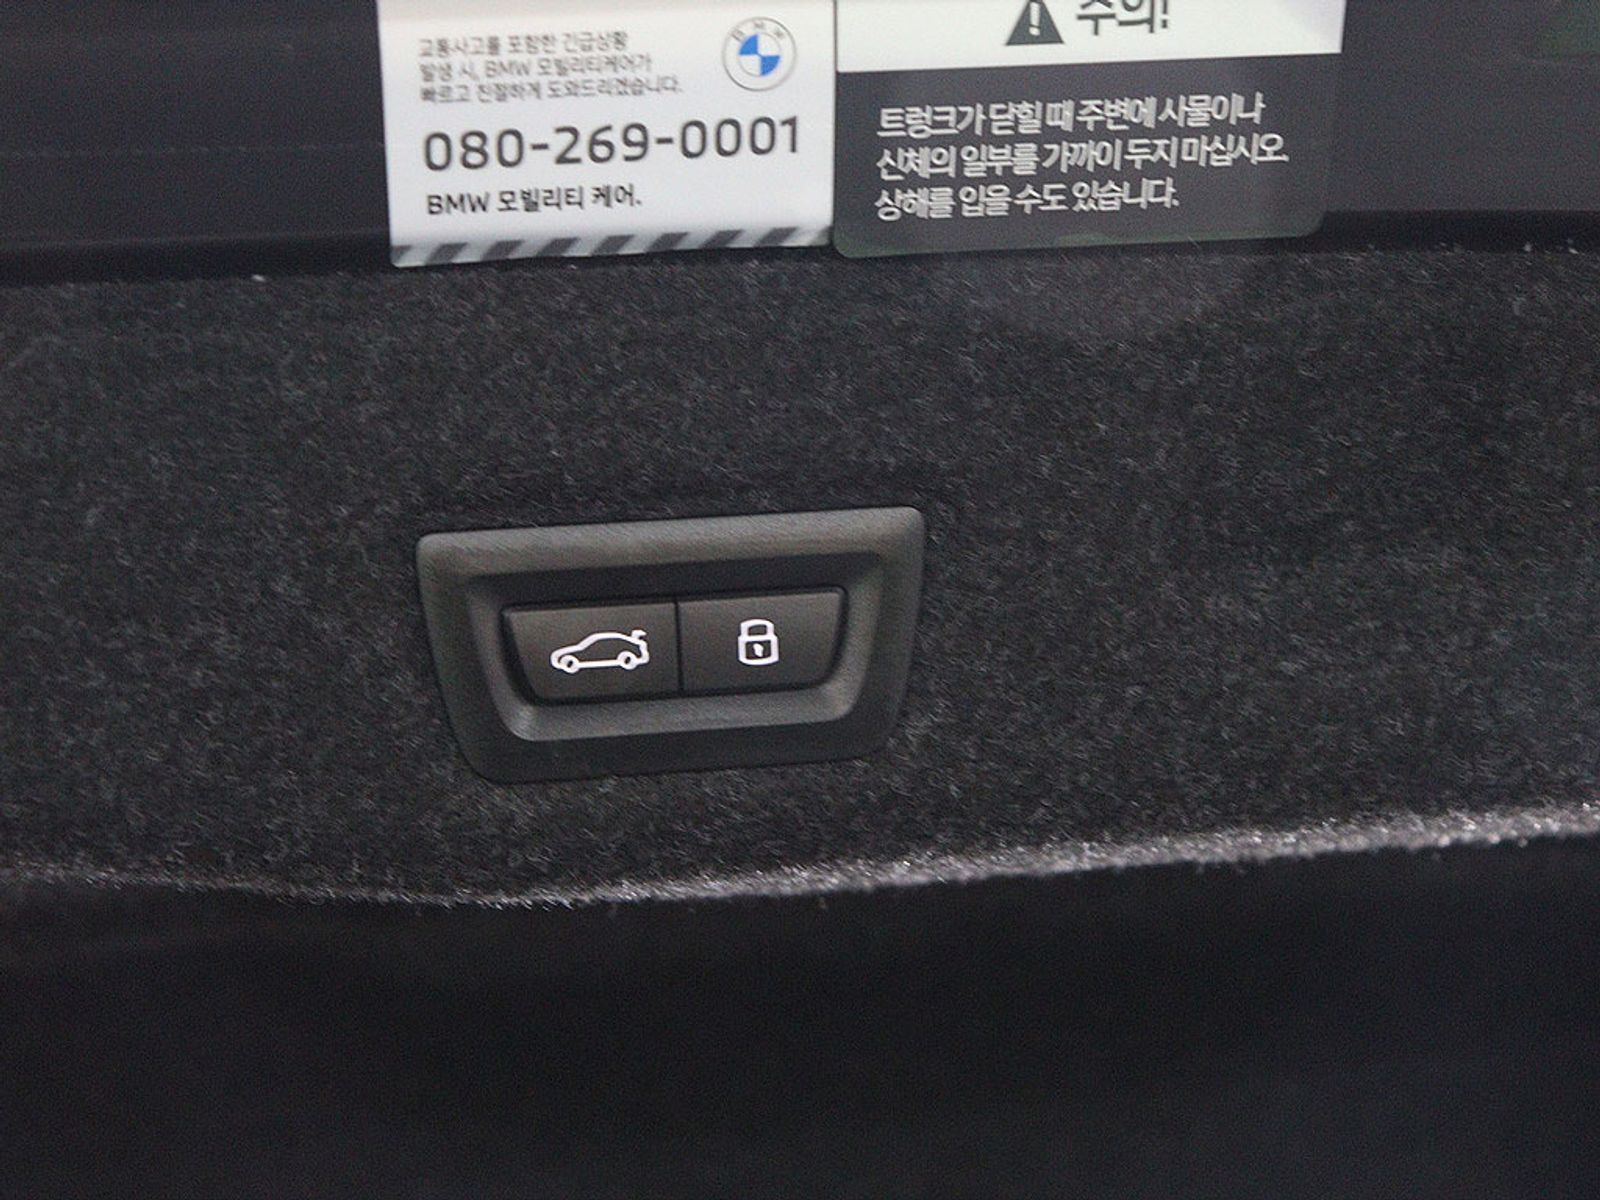 교통사고를 포함한 긴급상황
발생 시, BMW 모빌리티케어가
빠르고 친절하게 도와드리겠습니다.
080-269-0001
BMW 모빌리티 케어.
BMW
주의!
트렁크가 닫힐 때 주변에 사물이나
신체의 일부를 가까이 두지 마십시오.
상해를 입을 수도 있습니다.